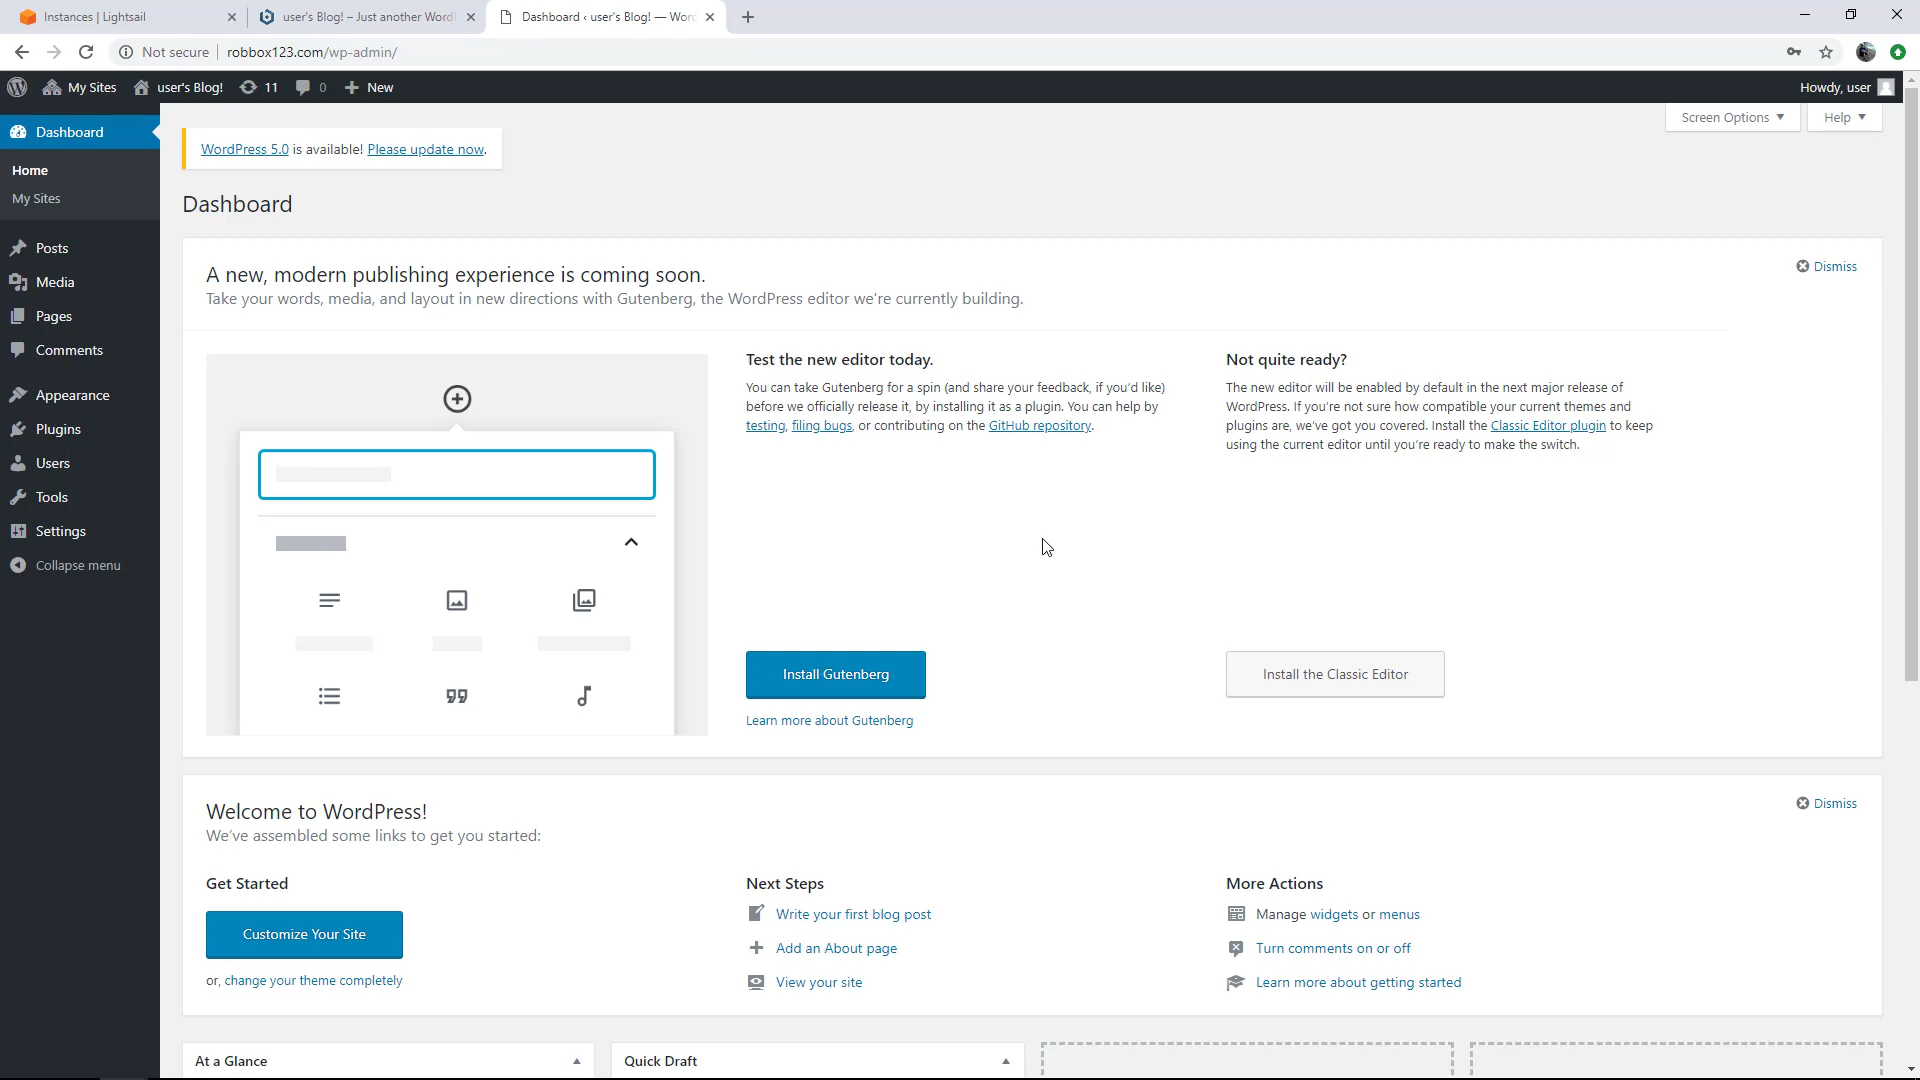 Instances | Lightsail
user's Blog! – Just another Word
Dashboard ‹ user's Blog! — Wor
Not secure
robbox123.com/wp-admin/
My Sites
user's Blog!
11
0
New
Howdy, user
Dashboard
Home
My Sites
Posts
Media
Pages
Comments
Appearance
Plugins
Users
Tools
Settings
Collapse menu
Screen Options
Help
WordPress 5.0 is available! Please update now.
Dashboard
A new, modern publishing experience is coming soon.
Take your words, media, and layout in new directions with Gutenberg, the WordPress editor we're currently building.
Dismiss
Test the new editor today.
You can take Gutenberg for a spin (and share your feedback, if you'd like)
before we officially release it, by installing it as a plugin. You can help by
testing, filing bugs, or contributing on the GitHub repository.
Install Gutenberg
Learn more about Gutenberg
Not quite ready?
The new editor will be enabled by default in the next major release of
WordPress. If you're not sure how compatible your current themes and
plugins are, we've got you covered. Install the Classic Editor plugin to keep
using the current editor until you're ready to make the switch.
Install the Classic Editor
Welcome to WordPress!
We've assembled some links to get you started:
Dismiss
Get Started
Customize Your Site
or, change your theme completely
Next Steps
Write your first blog post
Add an About page
View your site
More Actions
Manage widgets or menus
Turn comments on or off
Learn more about getting started
At a Glance
Quick Draft